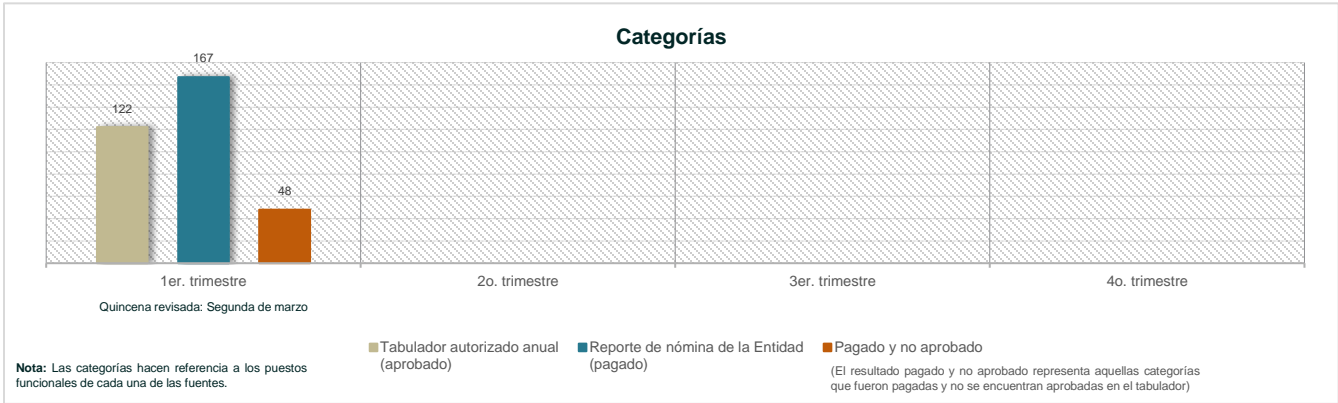 Categorías
167
122
48
1er. trimestre
2o. trimestre
3er. trimestre
4o. trimestre
Quincena revisada: Segunda de marzo
Tabulador autorizado anual
(aprobado)
Reporte de nómina de la Entidad
(pagado)
Pagado y no aprobado
(El resultado pagado y no aprobado representa aquellas categorías
que fueron pagadas y no se encuentran aprobadas en el tabulador)
Nota: Las categorías hacen referencia a los puestos
funcionales de cada una de las fuentes.